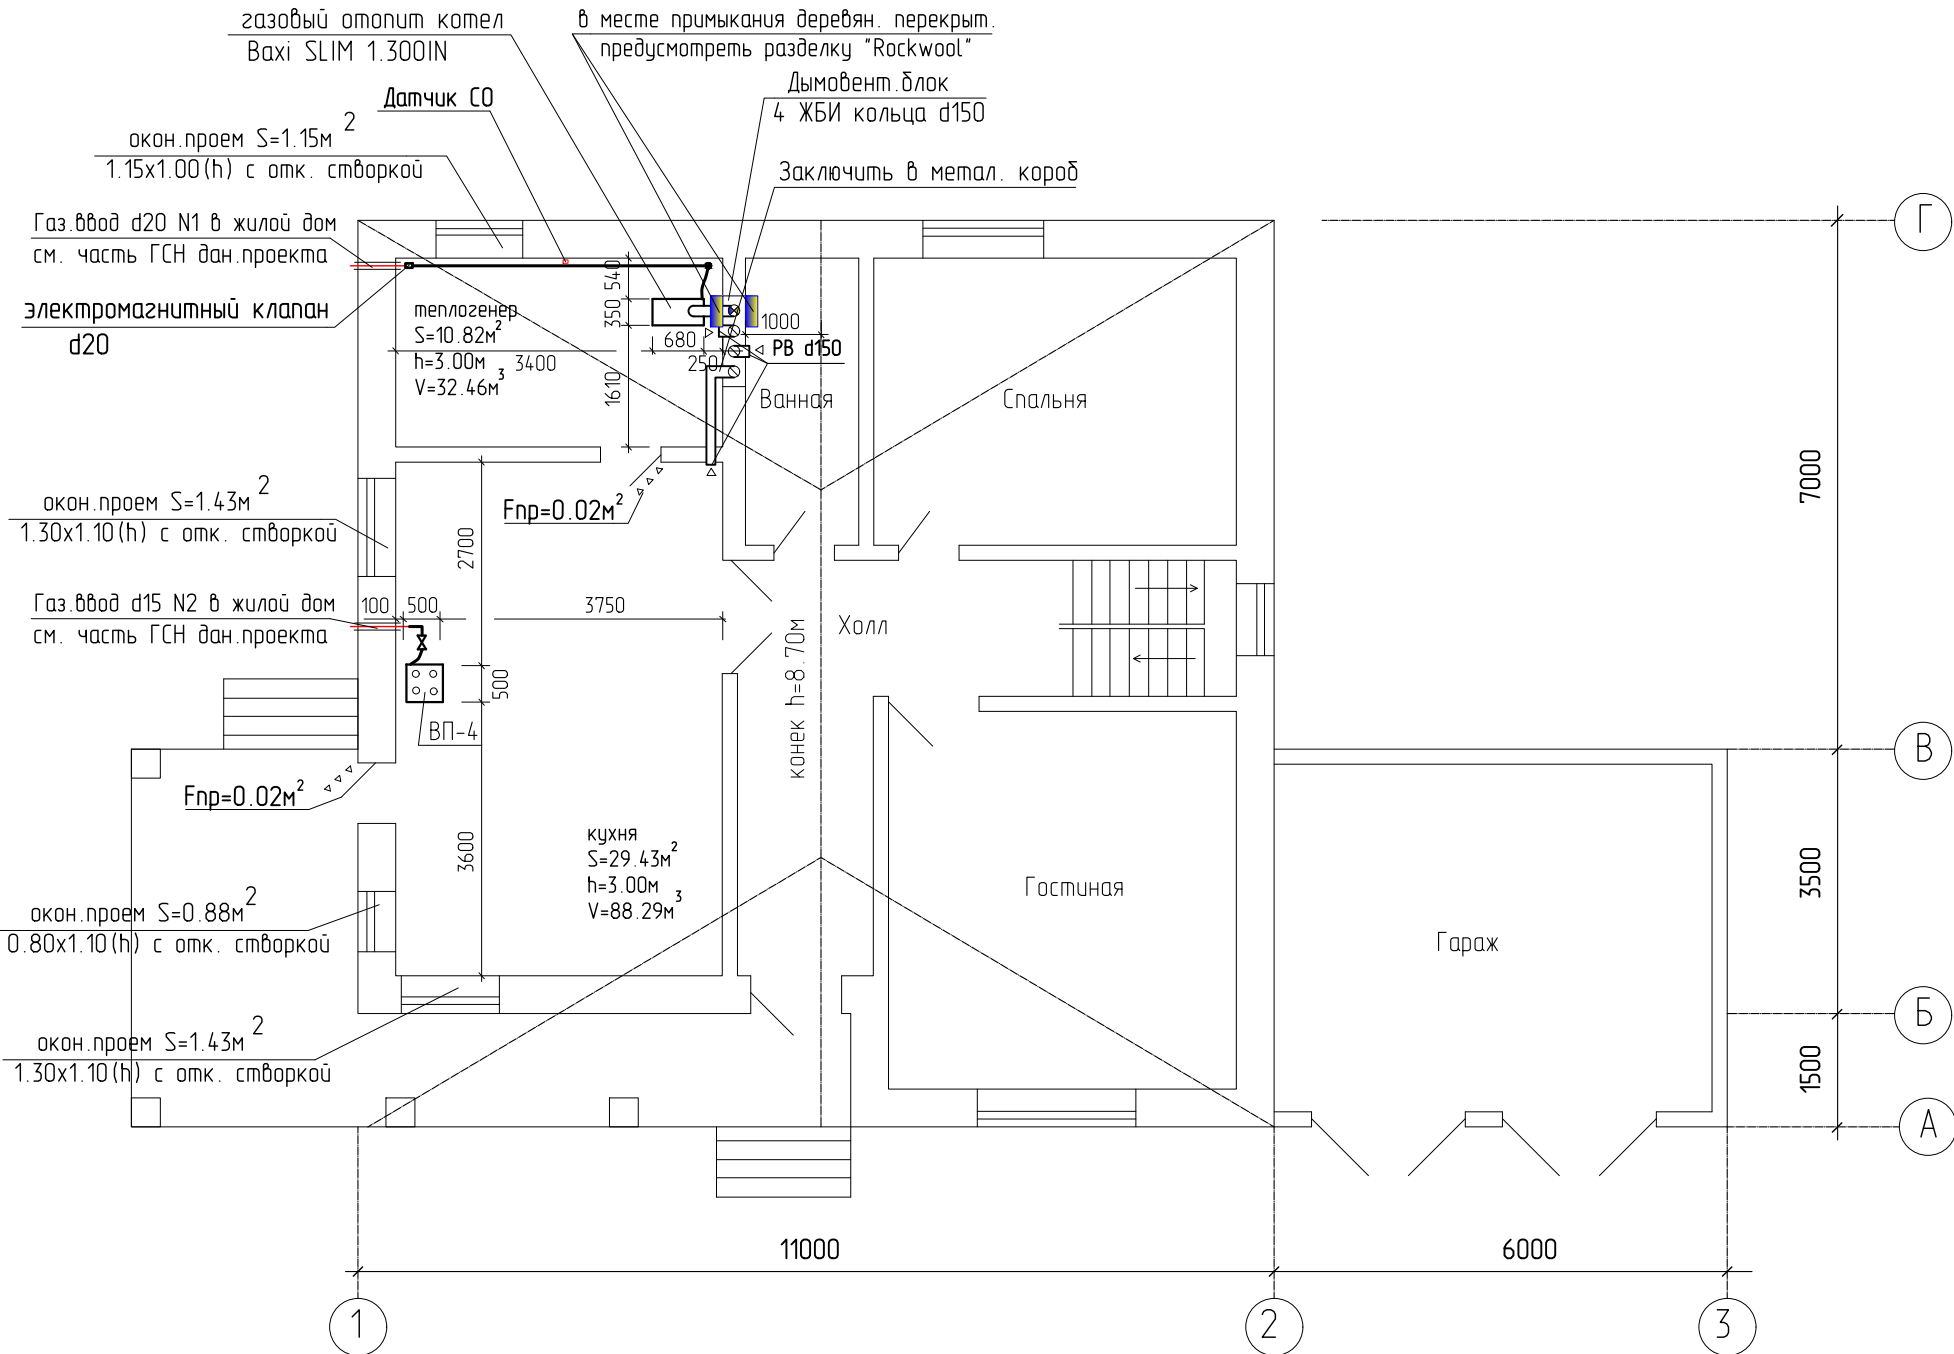 газовый отопит котел
Baxi SLIM 1.300IN
в месте примыкания деревян. перекрыт.
предусмотреть разделку "Rockwool"
Датчик СО
Дымовент.блок
4 ЖБИ кольца d150
окон.проем S=1.15м²
1.15х1.00(h) с отк. створкой
Заключить в метал. короб
Газ.ввод d20 N1 в жилой дом
см. часть ГСН дан.проекта
Г
электромагнитный клапан
d20
теплогенер
S=10.82м²
h=3.00м
V=32.46м³
3400
540
350
1610
680
250
1000
РВ d150
Ванная
Спальня
7000
окон.проем S=1.43м²
1.30х1.10(h) с отк. створкой
Fпр=0.02м²
2700
Газ.ввод d15 N2 в жилой дом
см. часть ГСН дан.проекта
100
500
3750
Холл
конек h=8.70м
500
ВП-4
В
Fпр=0.02м²
3600
кухня
S=29.43м²
h=3.00м
V=88.29м³
Гостиная
3500
окон.проем S=0.88м²
0.80х1.10(h) с отк. створкой
Гараж
Б
окон.проем S=1.43м²
1.30х1.10(h) с отк. створкой
1500
А
11000
6000
1
2
3